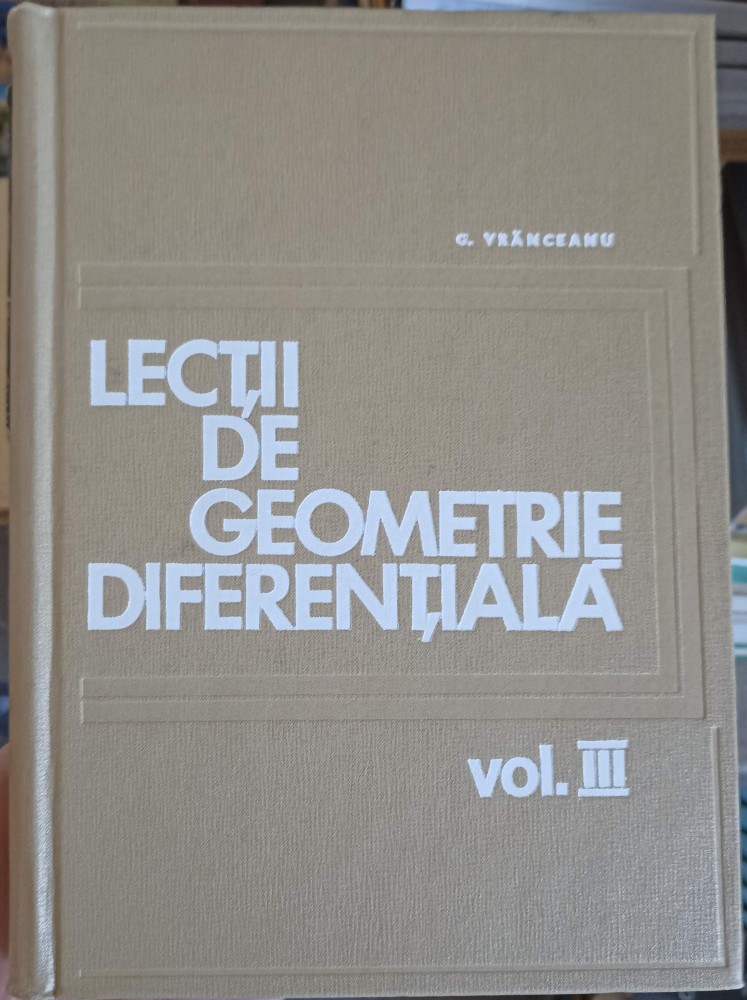 G. VRĂNCEANU
LECȚII
DE
GEOMETRIE
DIFERENȚIALĂ
vol. III